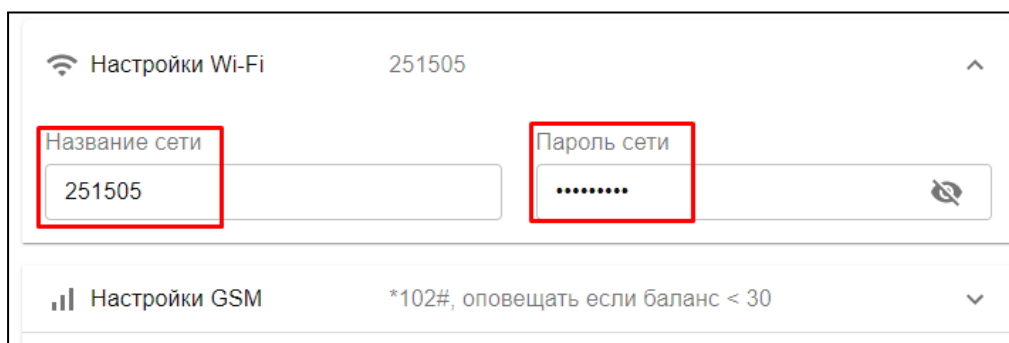 Настройки Wi-Fi 251505
Название сети Пароль сети
251505 •••••••••
Настройки GSM *102#, оповещать если баланс < 30